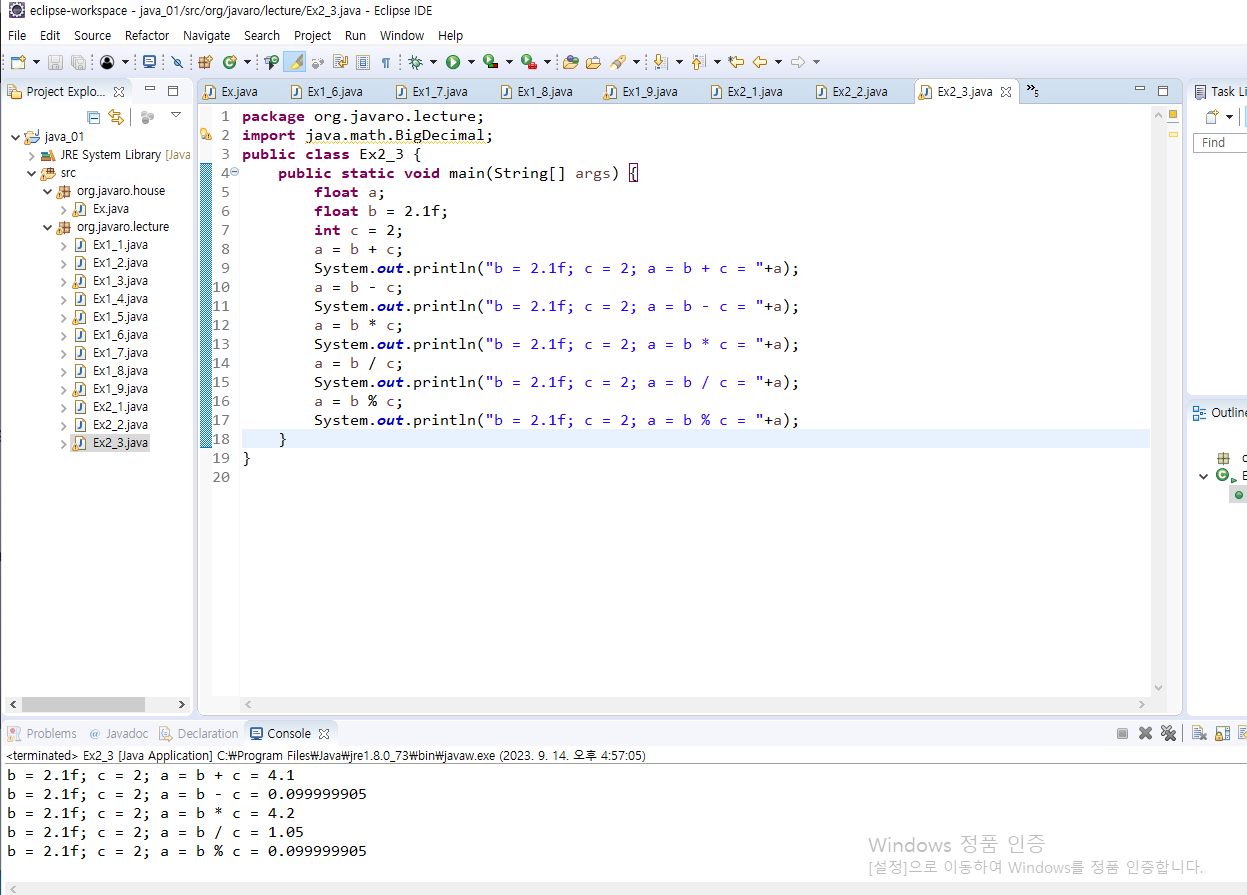 eclipse-workspace - java_01/src/org/javaro/lecture/Ex2_3.java - Eclipse IDE
File Edit Source Refactor Navigate Search Project Run Window Help
Project Explo...
Ex.java Ex1_6.java Ex1_7.java Ex1_8.java Ex1_9.java Ex2_1.java Ex2_2.java Ex2_3.java »5
Task Li
Find
java_01
JRE System Library [Java
src
org.javaro.house
Ex.java
org.javaro.lecture
Ex1_1.java
Ex1_2.java
Ex1_3.java
Ex1_4.java
Ex1_5.java
Ex1_6.java
Ex1_7.java
Ex1_8.java
Ex1_9.java
Ex2_1.java
Ex2_2.java
Ex2_3.java
1 package org.javaro.lecture;
2 import java.math.BigDecimal;
3 public class Ex2_3 {
4 public static void main(String[] args) {
5 float a;
6 float b = 2.1f;
7 int c = 2;
8 a = b + c;
9 System.out.println("b = 2.1f; c = 2; a = b + c = "+a);
10 a = b - c;
11 System.out.println("b = 2.1f; c = 2; a = b - c = "+a);
12 a = b * c;
13 System.out.println("b = 2.1f; c = 2; a = b * c = "+a);
14 a = b / c;
15 System.out.println("b = 2.1f; c = 2; a = b / c = "+a);
16 a = b % c;
17 System.out.println("b = 2.1f; c = 2; a = b % c = "+a);
18 }
19 }
20
Outline
Problems @ Javadoc Declaration Console
<terminated> Ex2_3 [Java Application] C:₩Program Files₩Java₩jre1.8.0_73₩bin₩javaw.exe (2023. 9. 14. 오후 4:57:05)
b = 2.1f; c = 2; a = b + c = 4.1
b = 2.1f; c = 2; a = b - c = 0.099999905
b = 2.1f; c = 2; a = b * c = 4.2
b = 2.1f; c = 2; a = b / c = 1.05
b = 2.1f; c = 2; a = b % c = 0.099999905
Windows 정품 인증
[설정]으로 이동하여 Windows를 정품 인증합니다.